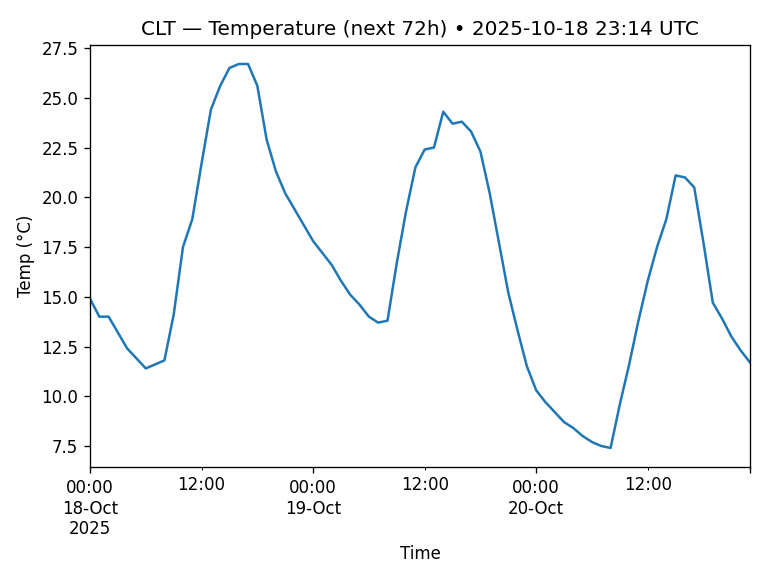 CLT — Temperature (next 72h) • 2025-10-18 23:14 UTC
27.5
25.0
22.5
20.0
17.5
15.0
12.5
10.0
7.5
Temp (°C)
00:00 12:00 00:00 12:00 00:00 12:00
18-Oct 19-Oct 20-Oct
2025
Time